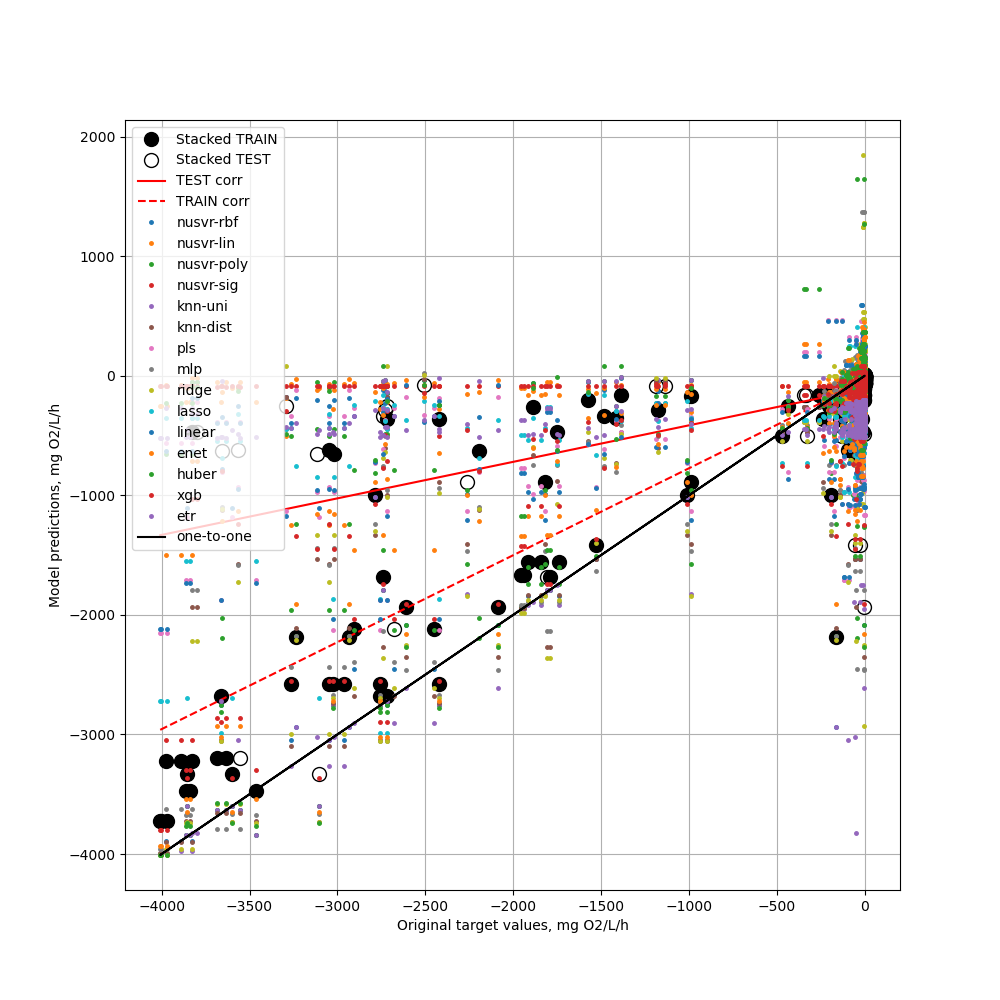 2000
1000
0
−1000
−2000
−3000
−4000
Model predictions, mg O2/L/h
Stacked TRAIN
Stacked TEST
TEST corr
TRAIN corr
nusvr-rbf
nusvr-lin
nusvr-poly
nusvr-sig
knn-uni
knn-dist
pls
mlp
ridge
lasso
linear
enet
huber
xgb
etr
one-to-one
−4000 −3500 −3000 −2500 −2000 −1500 −1000 −500 0
Original target values, mg O2/L/h